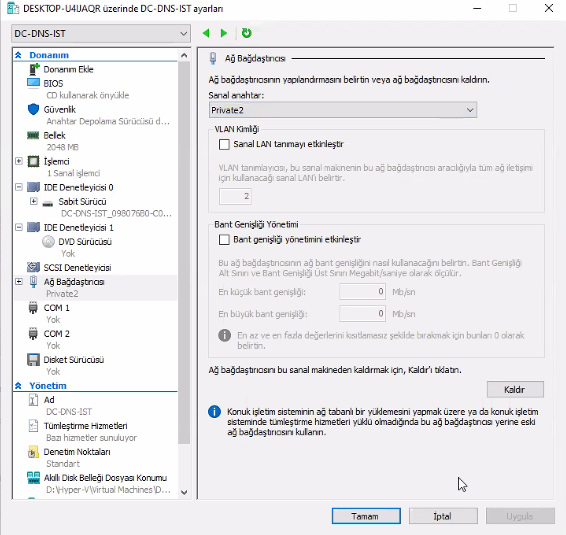 DESKTOP-U4IJAQR üzerinde DC-DNS-IST ayarları
DC-DNS-IST
Donanım
Donanım Ekle
BIOS
CD kullanarak önyükle
Güvenlik
Anahtar Depolama Sürücüsü d...
Bellek
2048 MB
İşlemci
1 Sanal işlemci
IDE Denetleyicisi 0
Sabit Sürücü
DC-DNS-IST_098076B0-C0...
IDE Denetleyicisi 1
DVD Sürücüsü
Yok
SCSI Denetleyicisi
Ağ Bağdaştırıcısı
Private2
COM 1
Yok
COM 2
Yok
Disket Sürücüsü
Yok
Yönetim
Ad
DC-DNS-IST
Tümleştirme Hizmetleri
Bazı hizmetler sunuluyor
Denetim Noktaları
Standart
Akıllı Disk Belleği Dosyası Konumu
D:\Hyper-V\Virtual Machines\D...
Ağ Bağdaştırıcısı
Ağ bağdaştırıcısının yapılandırmasını belirtin veya ağ bağdaştırıcısını kaldırın.
Sanal anahtar:
Private2
VLAN Kimliği
Sanal LAN tanımayı etkinleştir
VLAN tanımlayıcısı, bu sanal makinenin bu ağ bağdaştırıcısı aracılığıyla tüm ağ iletişimi
için kullanacağı sanal LAN'ı belirtir.
2
Bant Genişliği Yönetimi
Bant genişliği yönetimini etkinleştir
Bu ağ bağdaştırıcısının ağ bant genişliğini nasıl kullanacağını belirtin. Bant Genişliği
Alt Sınırı ve Bant Genişliği Üst Sınırı Megabit/saniye olarak ölçülür.
En küçük bant genişliği:
0
Mb/sn
En büyük bant genişliği:
0
Mb/sn
En az ve en fazla değerlerini kısıtlamasız şekilde bırakmak için bunları 0 olarak
belirtin.
Ağ bağdaştırıcısını bu sanal makineden kaldırmak için, Kaldır'ı tıklatın.
Kaldır
Konuk işletim sisteminin ağ tabanlı bir yüklemesini yapmak üzere ya da konuk işletim
sisteminde tümleştirme hizmetleri yüklü olmadığında bu ağ bağdaştırıcısı yerine eski
ağ bağdaştırıcısını kullanın.
Tamam
İptal
Uygula